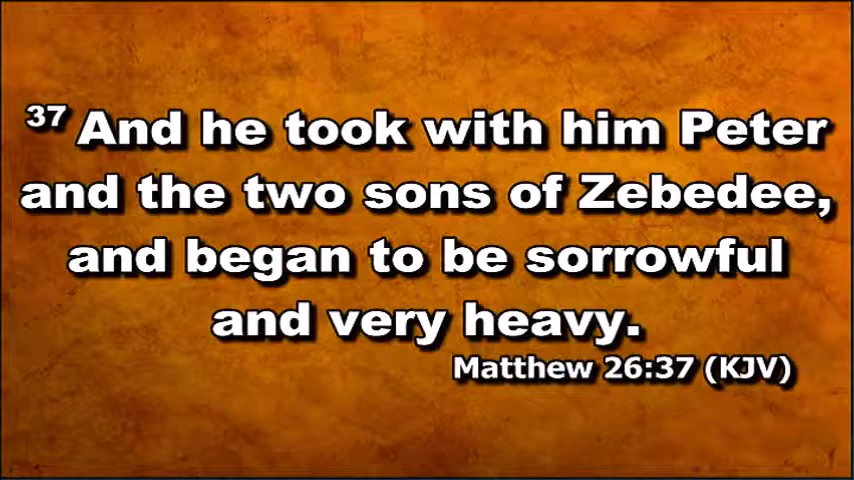 37 And he took with him Peter
and the two sons of Zebedee,
and began to be sorrowful
and very heavy.
Matthew 26:37 (KJV)